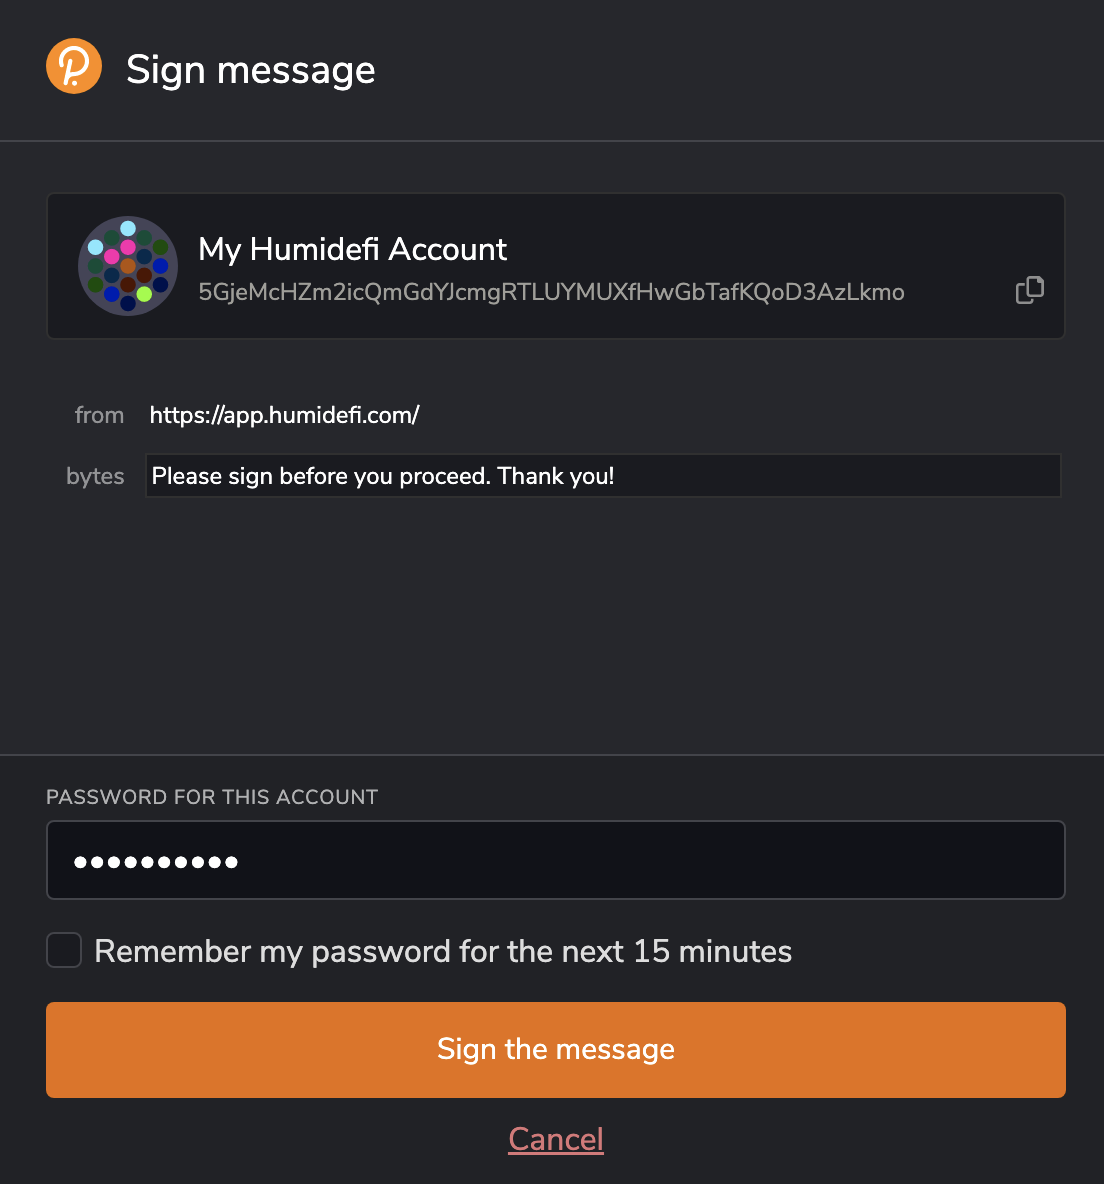 Sign message
My Humidefi Account
5GjeMcHZm2icQmGdYJcmgRTLUYMUXfHwGbTafKQoD3AzLkmo
from https://app.humidefi.com/
bytes Please sign before you proceed. Thank you!
PASSWORD FOR THIS ACCOUNT
••••••••••
Remember my password for the next 15 minutes
Sign the message
Cancel